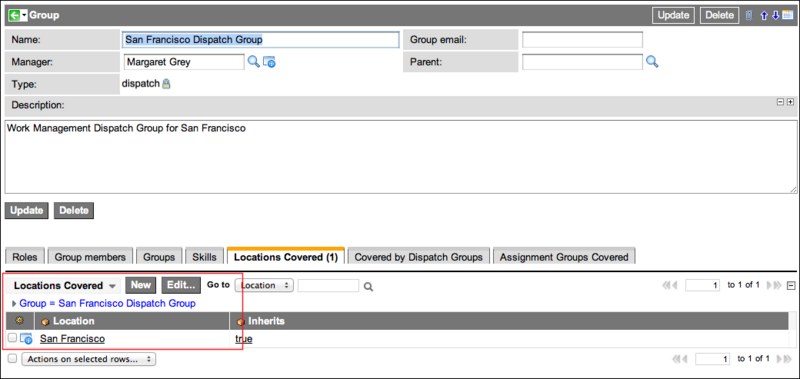 Group Update Delete
Name: San Francisco Dispatch Group Group email:
Manager: Margaret Grey Parent:
Type: dispatch
Description:
Work Management Dispatch Group for San Francisco
Update Delete
Roles Group members Groups Skills Locations Covered (1) Covered by Dispatch Groups Assignment Groups Covered
Locations Covered New Edit... Go to Location 1 to 1 of 1
Group = San Francisco Dispatch Group
Location Inherits
San Francisco true
Actions on selected rows... 1 to 1 of 1